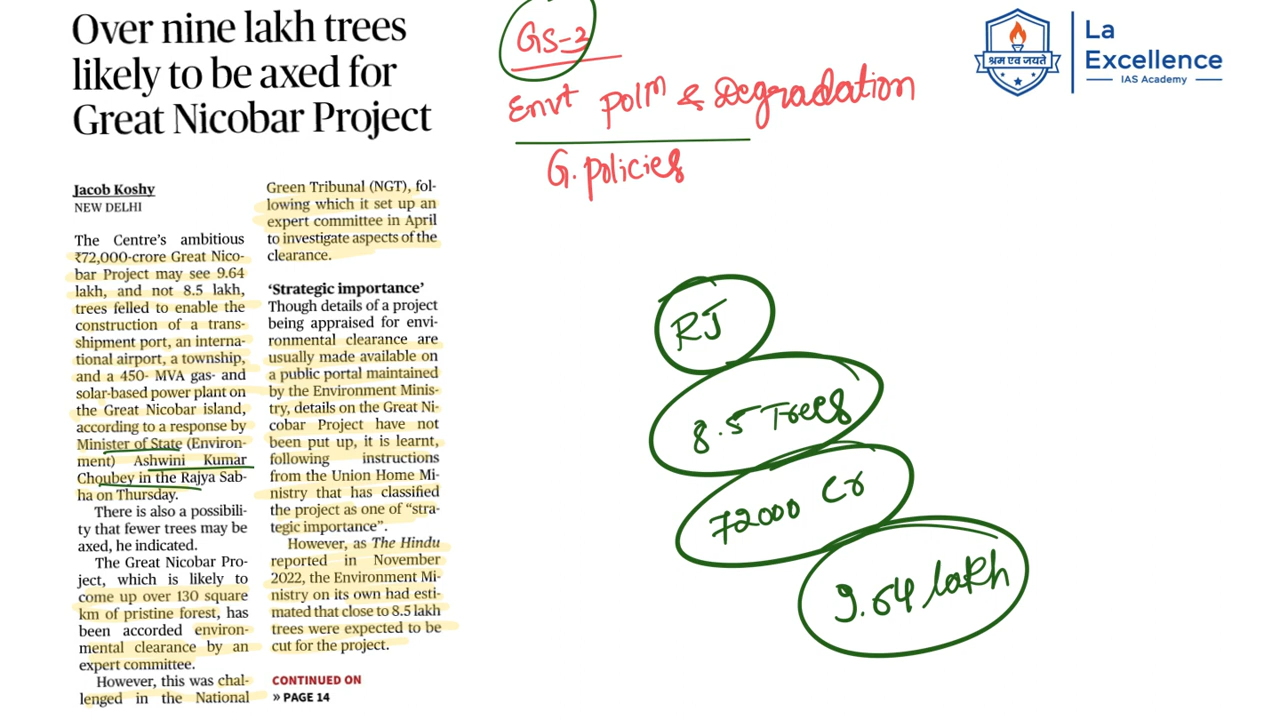 Over nine lakh trees
likely to be axed for
Great Nicobar Project
Jacob Koshy
NEW DELHI
The Centre's ambitious
₹72,000-crore Great Nico-
bar Project may see 9.64
lakh, and not 8.5 lakh,
trees felled to enable the
construction of a trans-
shipment port, an interna-
tional airport, a township,
and a 450- MVA gas- and
solar-based power plant on
the Great Nicobar island,
according to a response by
Minister of State (Environ-
ment) Ashwini Kumar
Choubey in the Rajya Sab-
ha on Thursday.
There is also a possibili-
ty that fewer trees may be
axed, he indicated.
The Great Nicobar Pro-
ject, which is likely to
come up over 130 square
km of pristine forest, has
been accorded environ-
mental clearance by an
expert committee.
However, this was chal-
lenged in the National
Green Tribunal (NGT), fol-
lowing which it set up an
expert committee in April
to investigate aspects of the
clearance.
'Strategic importance'
Though details of a project
being appraised for envi-
ronmental clearance are
usually made available on
a public portal maintained
by the Environment Minis-
try, details on the Great Ni-
cobar Project have not
been put up, it is learnt,
following instructions
from the Union Home Mi-
nistry that has classified
the project as one of "stra-
tegic importance".
However, as The Hindu
reported in November
2022, the Environment Mi-
nistry on its own had esti-
mated that close to 8.5 lakh
trees were expected to be
cut for the project.
CONTINUED ON
» PAGE 14
GS-3
Envt poln & Degradation
G. policies
RJ
8.5 Trees
72000 Cr
9.64 lakh
श्रम एव जयते
La
Excellence
IAS Academy